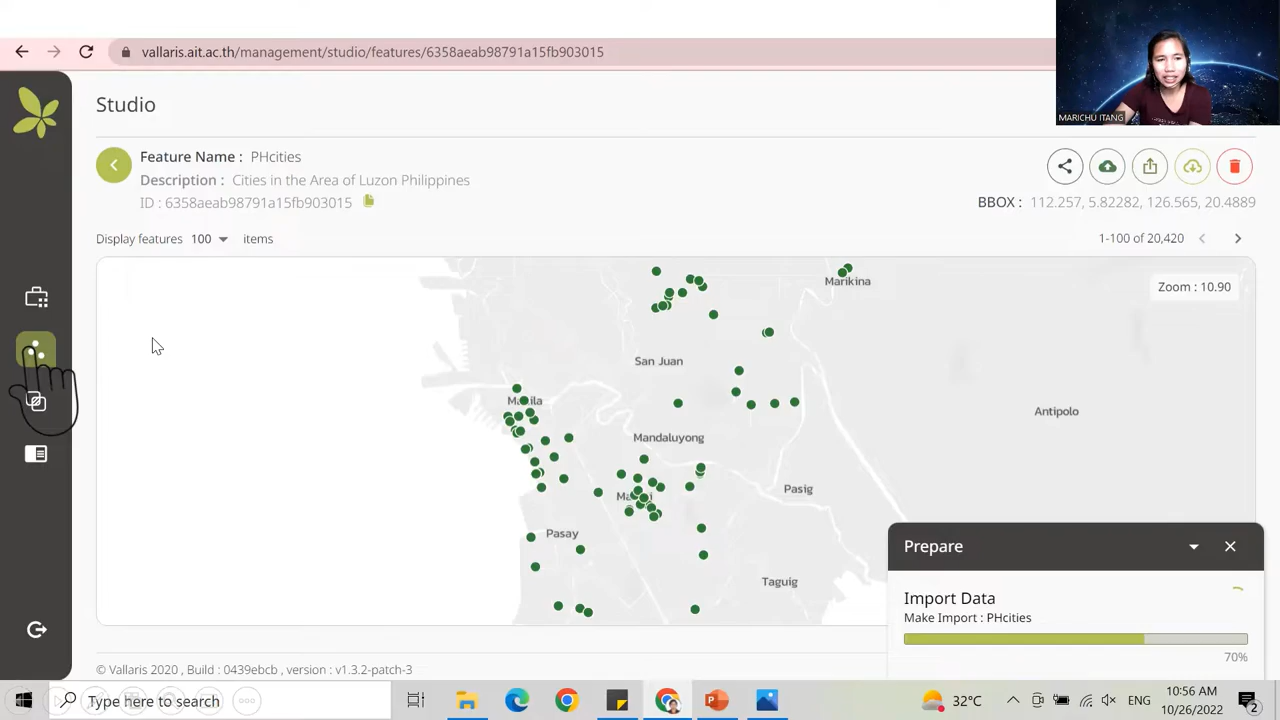 vallaris.ait.ac.th/management/studio/features/6358aeab98791a15fb903015
MARICHU ITANG
Studio
Feature Name : PHcities
Description : Cities in the Area of Luzon Philippines
ID : 6358aeab98791a15fb903015
BBOX : 112.257, 5.82282, 126.565, 20.4889
Display features 100 items
1-100 of 20,420
Zoom : 10.90
Marikina
San Juan
Manila
Antipolo
Mandaluyong
Pasig
Pasay
Taguig
Prepare
Import Data
Make Import : PHcities
70%
© Vallaris 2020 , Build : 0439ebcb , version : v1.3.2-patch-3
Type here to search
32°C
ENG
10:56 AM
10/26/2022
2